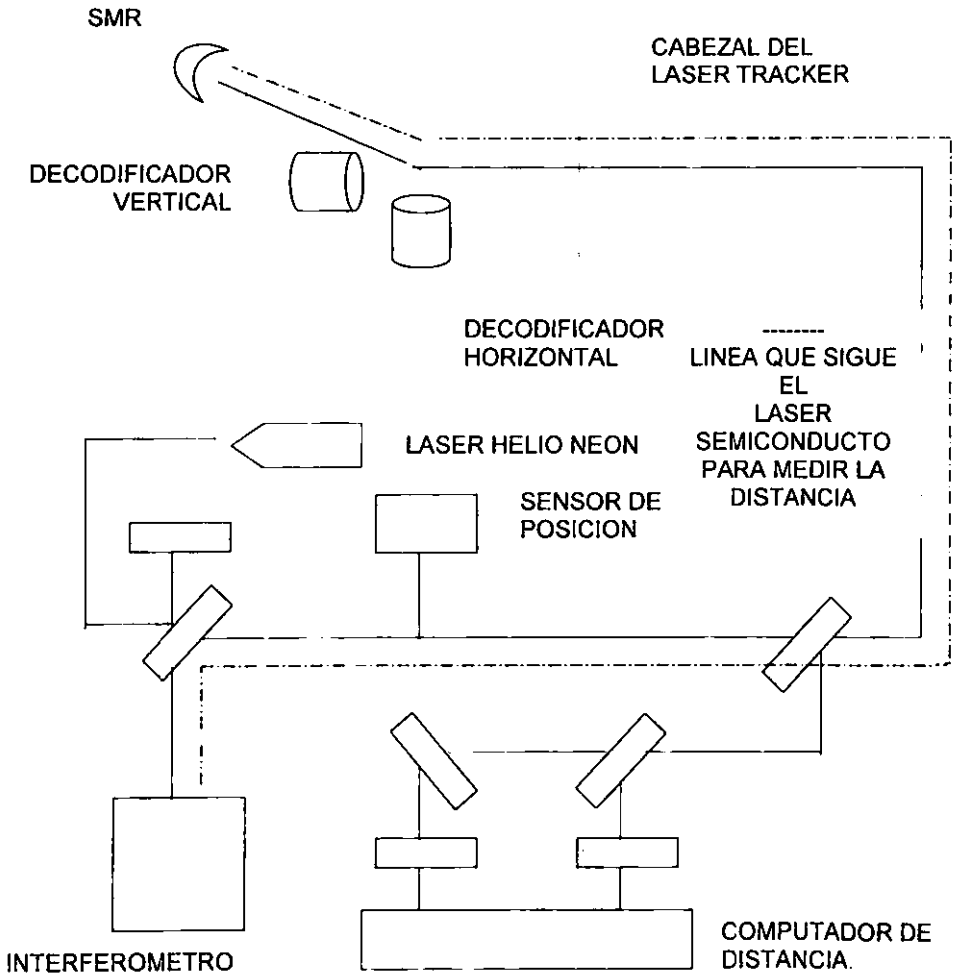 SMR
CABEZAL DEL
LASER TRACKER
DECODIFICADOR
VERTICAL
DECODIFICADOR
HORIZONTAL
--------
LINEA QUE SIGUE
EL
LASER
SEMICONDUCTO
PARA MEDIR LA
DISTANCIA
LASER HELIO NEON
SENSOR DE
POSICION
INTERFEROMETRO
COMPUTADOR DE
DISTANCIA.